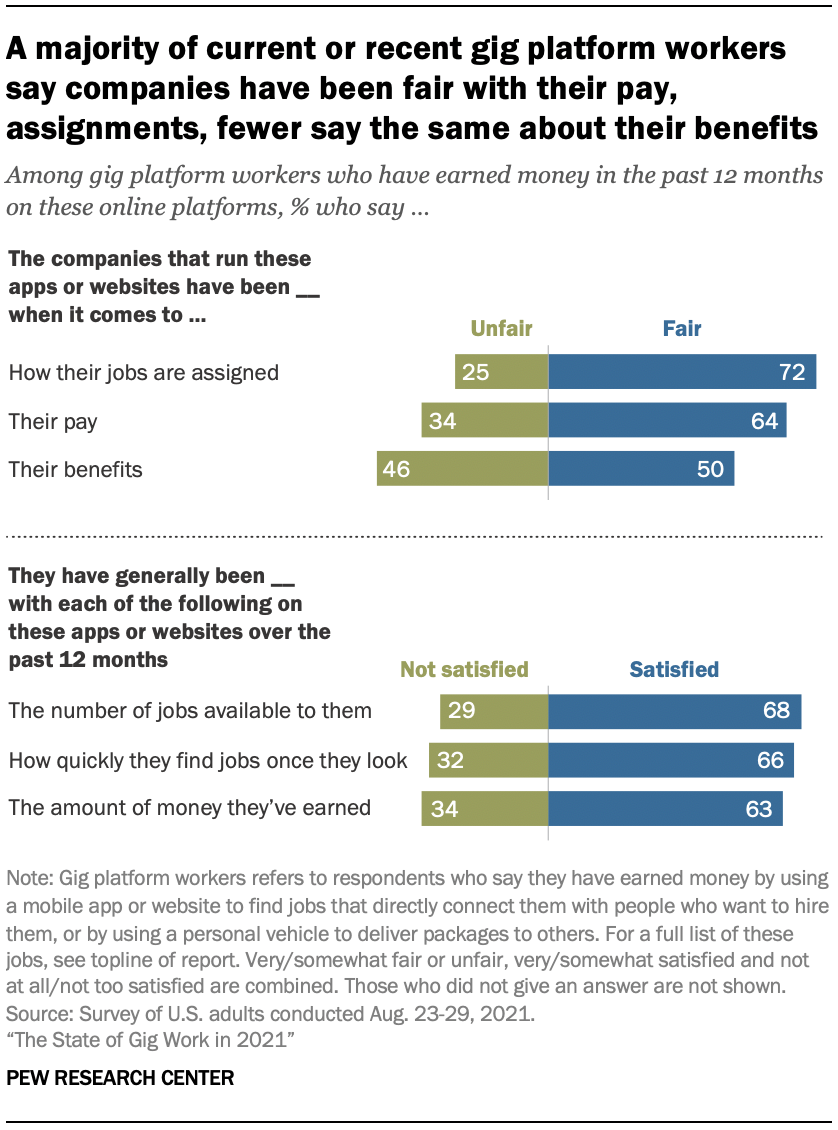 A majority of current or recent gig platform workers
say companies have been fair with their pay,
assignments, fewer say the same about their benefits
Among gig platform workers who have earned money in the past 12 months
on these online platforms, % who say ...
The companies that run these
apps or websites have been __
when it comes to ...
Unfair Fair
How their jobs are assigned 25 72
Their pay 34 64
Their benefits 46 50
They have generally been __
with each of the following on
these apps or websites over the
past 12 months
Not satisfied Satisfied
The number of jobs available to them 29 68
How quickly they find jobs once they look 32 66
The amount of money they’ve earned 34 63
Note: Gig platform workers refers to respondents who say they have earned money by using
a mobile app or website to find jobs that directly connect them with people who want to hire
them, or by using a personal vehicle to deliver packages to others. For a full list of these
jobs, see topline of report. Very/somewhat fair or unfair, very/somewhat satisfied and not
at all/not too satisfied are combined. Those who did not give an answer are not shown.
Source: Survey of U.S. adults conducted Aug. 23-29, 2021.
“The State of Gig Work in 2021”
PEW RESEARCH CENTER